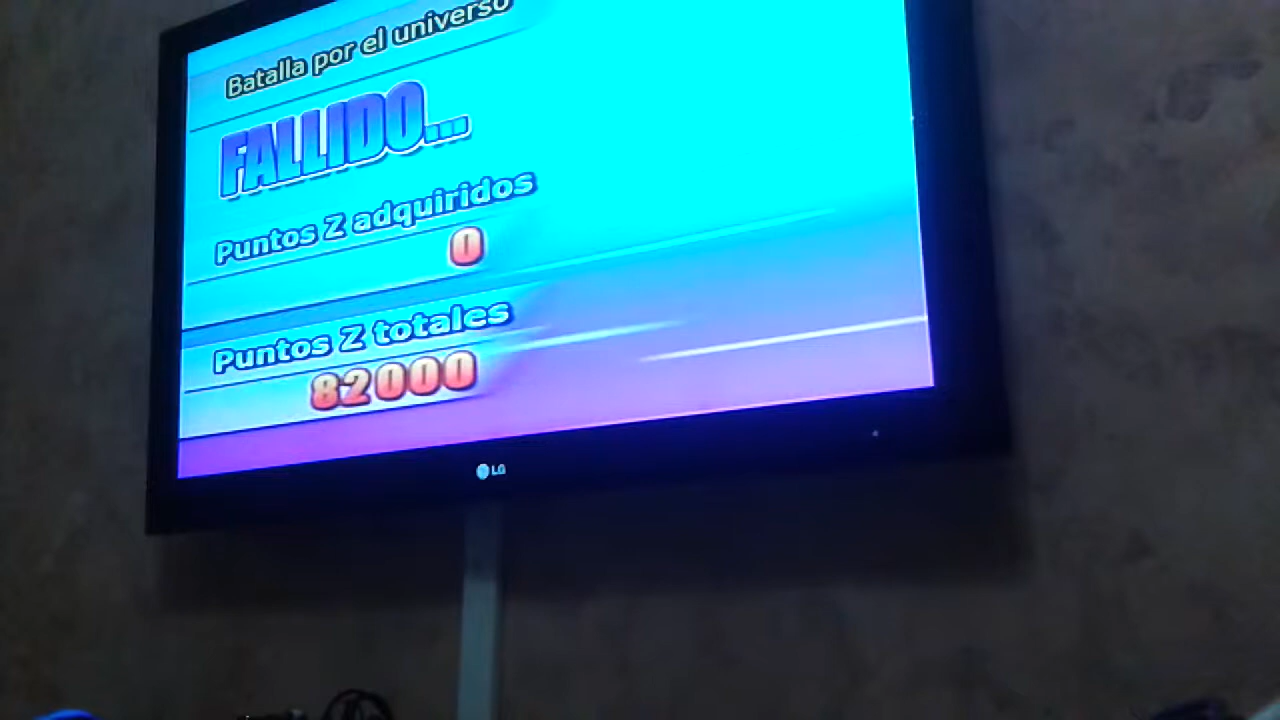 Batalla por el universo
FALLIDO...
Puntos Z adquiridos
0
Puntos Z totales
82000
LG